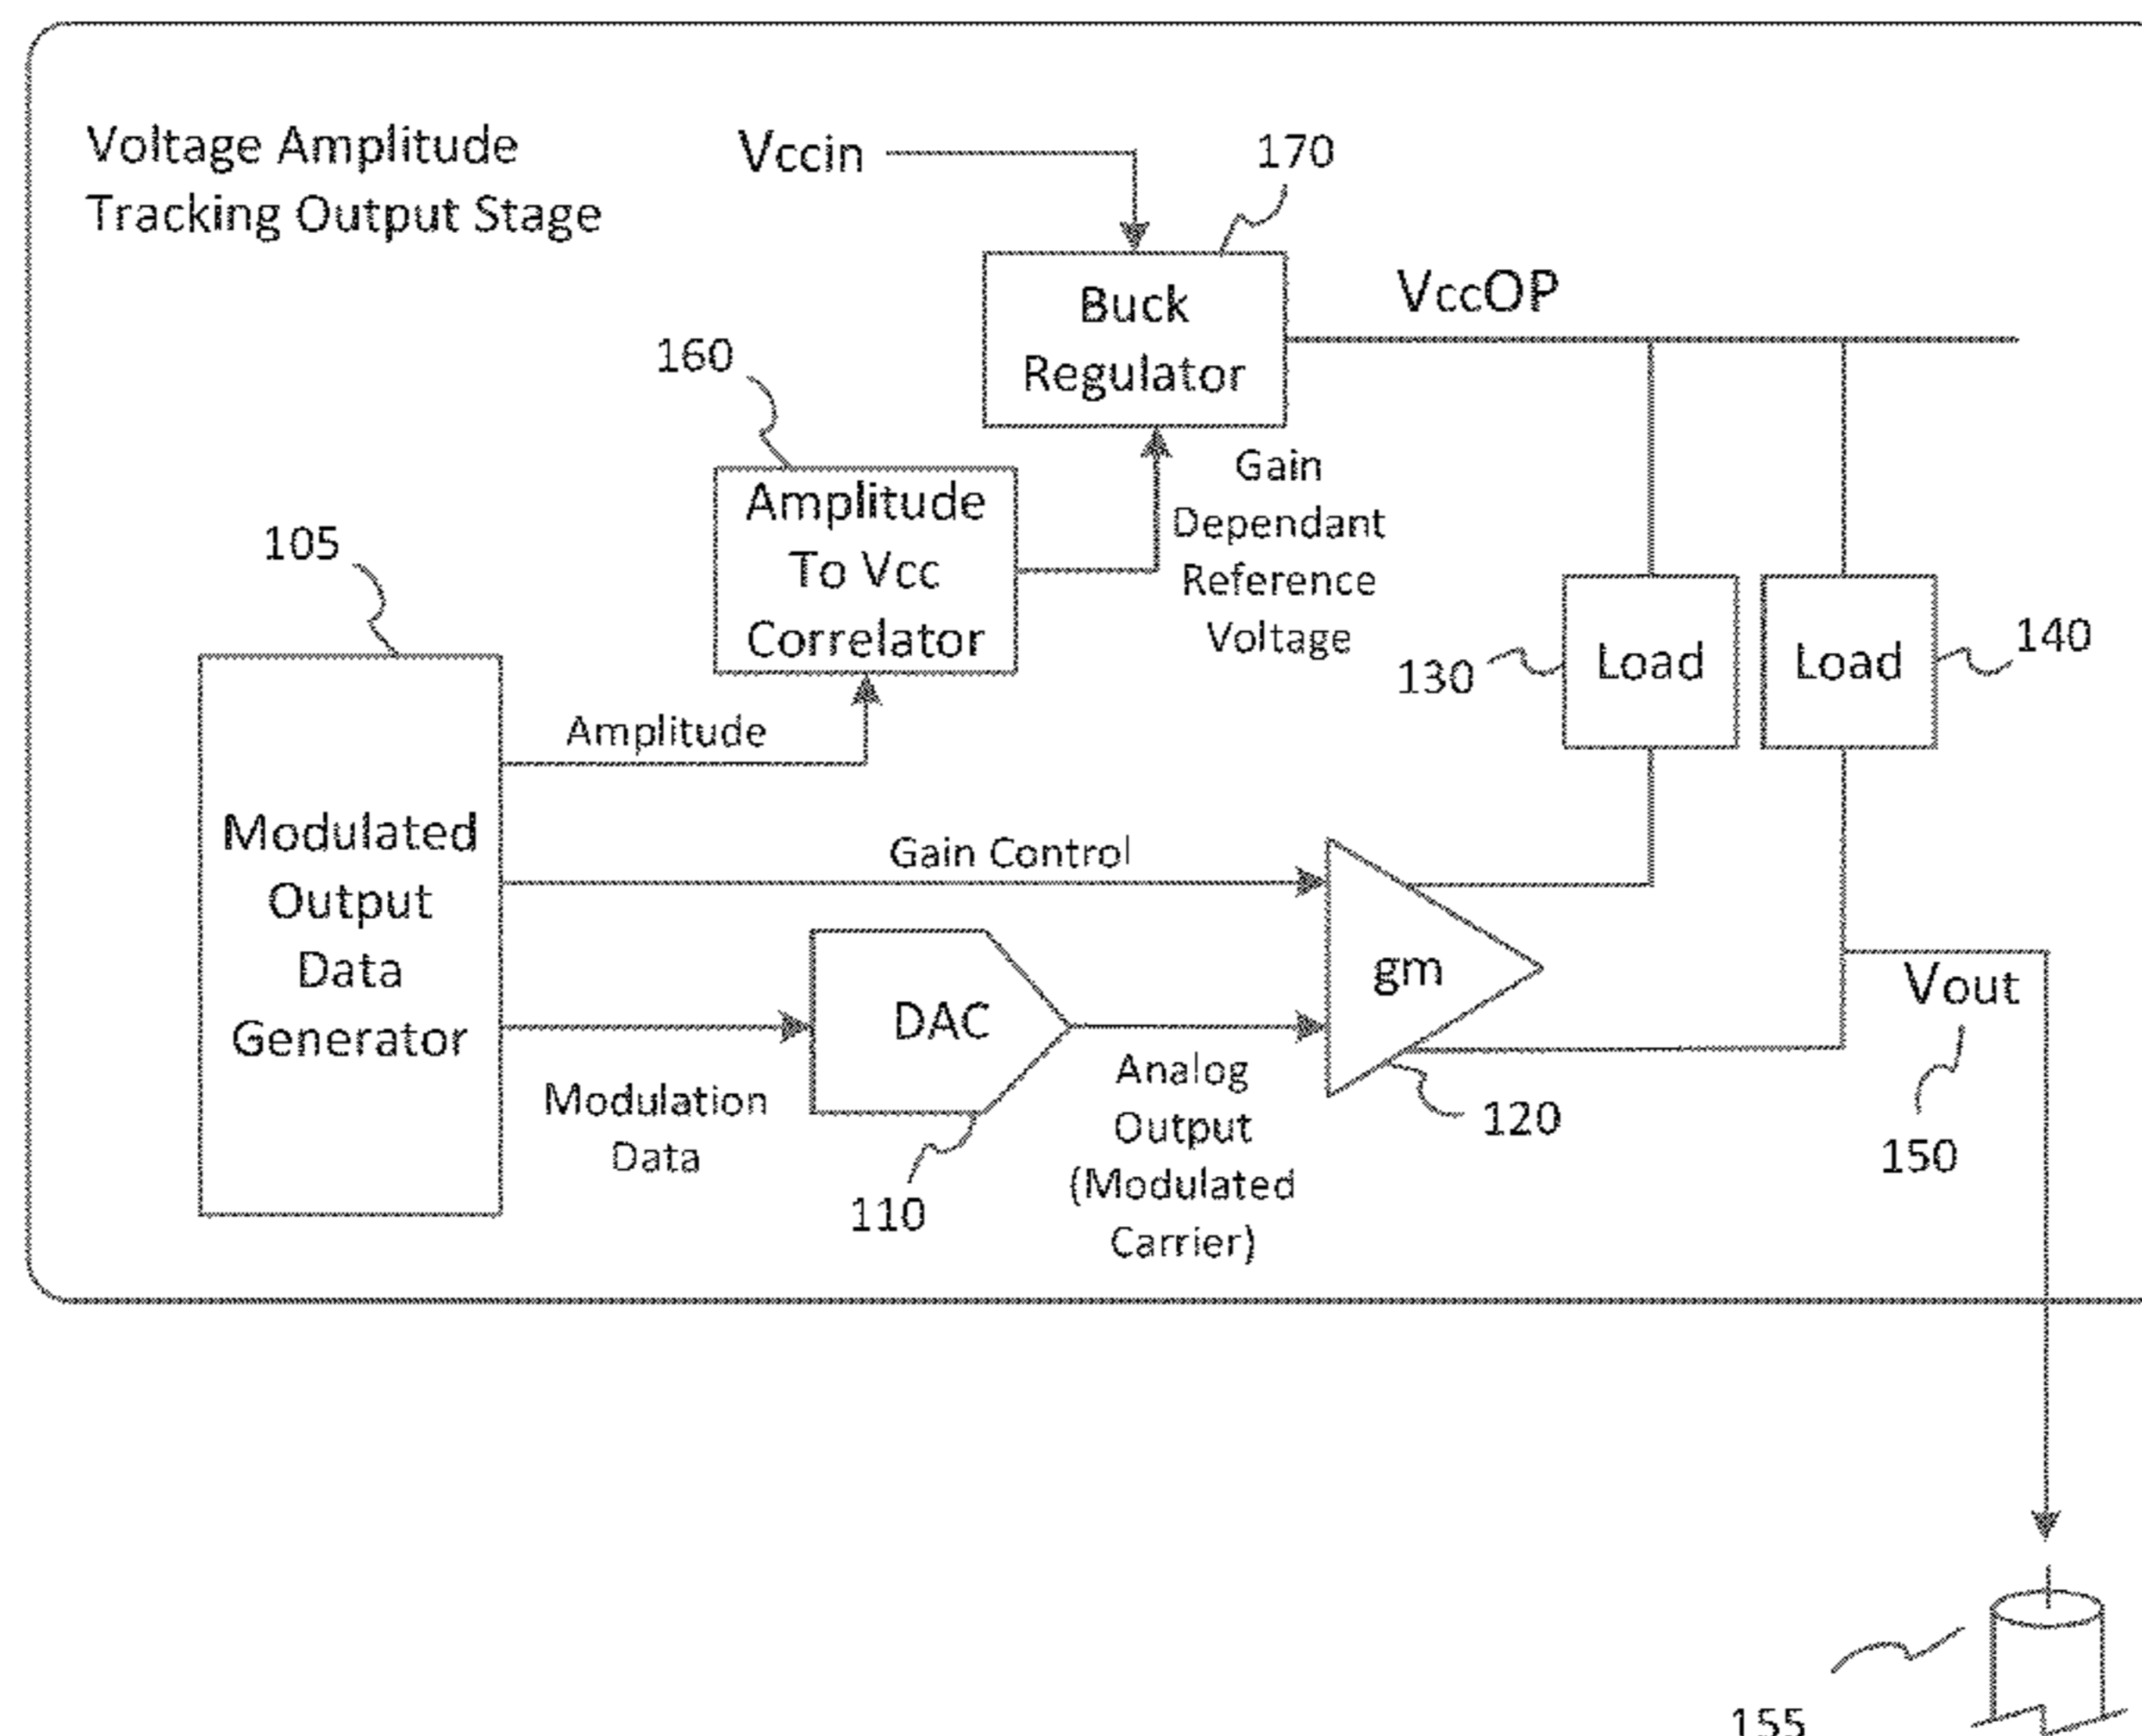 Voltage Amplitude
Tracking Output Stage
Vccin
170
Buck
Regulator
VccOP
160
Amplitude
To Vcc
Correlator
Gain
Dependant
Reference
Voltage
105
130
Load
Load
140
Amplitude
Modulated
Output
Data
Generator
Gain Control
gm
DAC
Vout
Modulation
Data
110
Analog
Output
(Modulated
Carrier)
120
150
155